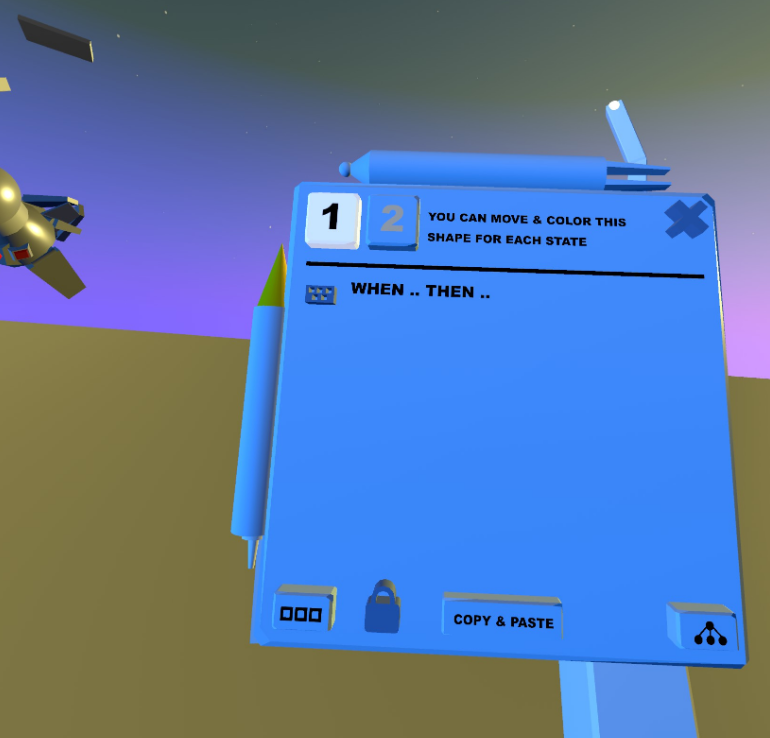 1 2
YOU CAN MOVE & COLOR THIS
SHAPE FOR EACH STATE
WHEN .. THEN ..
COPY & PASTE